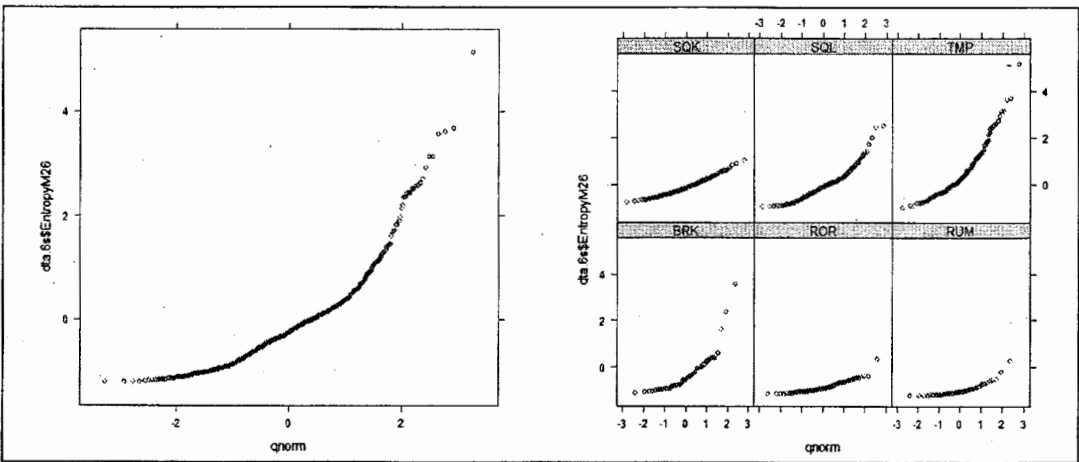 -3 -2 -1 0 1 2 3
SQK SQL TMP
4
2
0
dta.6s$EntropyM26
4
2
0
-2 0 2
qnorm
BRK ROR RUM
dta.6s$EntropyM26
4
2
0
-3 -2 -1 0 1 2 3 -3 -2 -1 0 1 2 3
qnorm